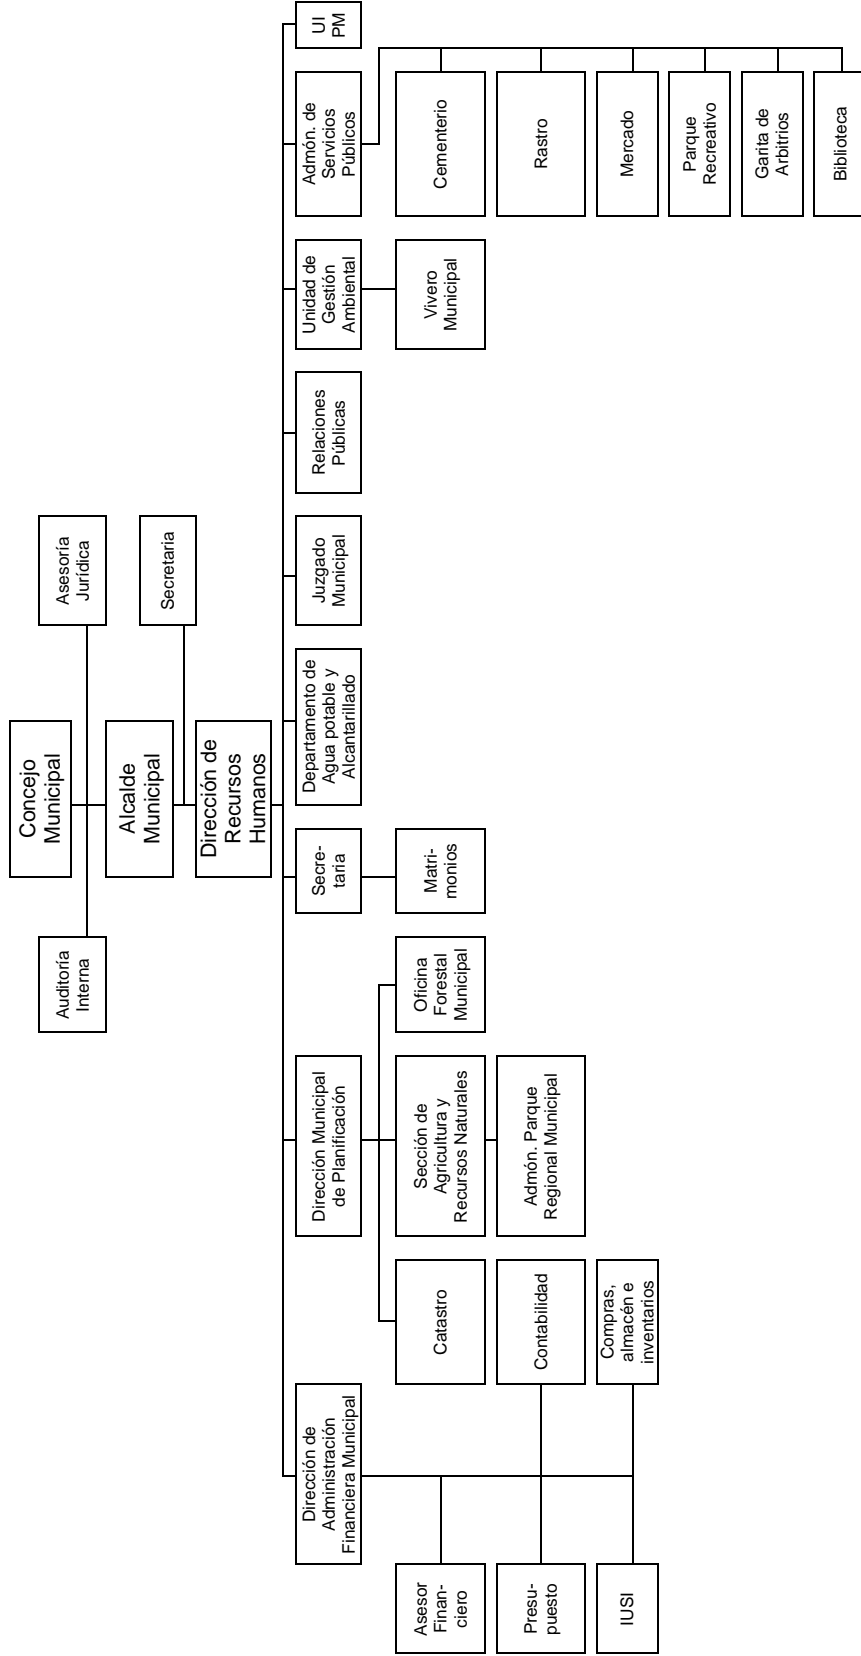 Concejo
Municipal
Auditoría
Interna
Asesoría
Jurídica
Alcalde
Municipal
Secretaria
Dirección de
Recursos
Humanos
Dirección de
Administración
Financiera Municipal
Dirección Municipal
de Planificación
Secre-
taria
Departamento de
Agua potable y
Alcantarillado
Juzgado
Municipal
Relaciones
Públicas
Unidad de
Gestión
Ambiental
Admón. de
Servicios
Públicos
UI
PM
Asesor
Finan-
ciero
Catastro
Sección de
Agricultura y
Recursos Naturales
Oficina
Forestal
Municipal
Matri-
monios
Vivero
Municipal
Cementerio
Presu-
puesto
Contabilidad
Admón. Parque
Regional Municipal
Rastro
IUSI
Compras,
almacén e
inventarios
Mercado
Parque
Recreativo
Garita de
Arbitrios
Biblioteca